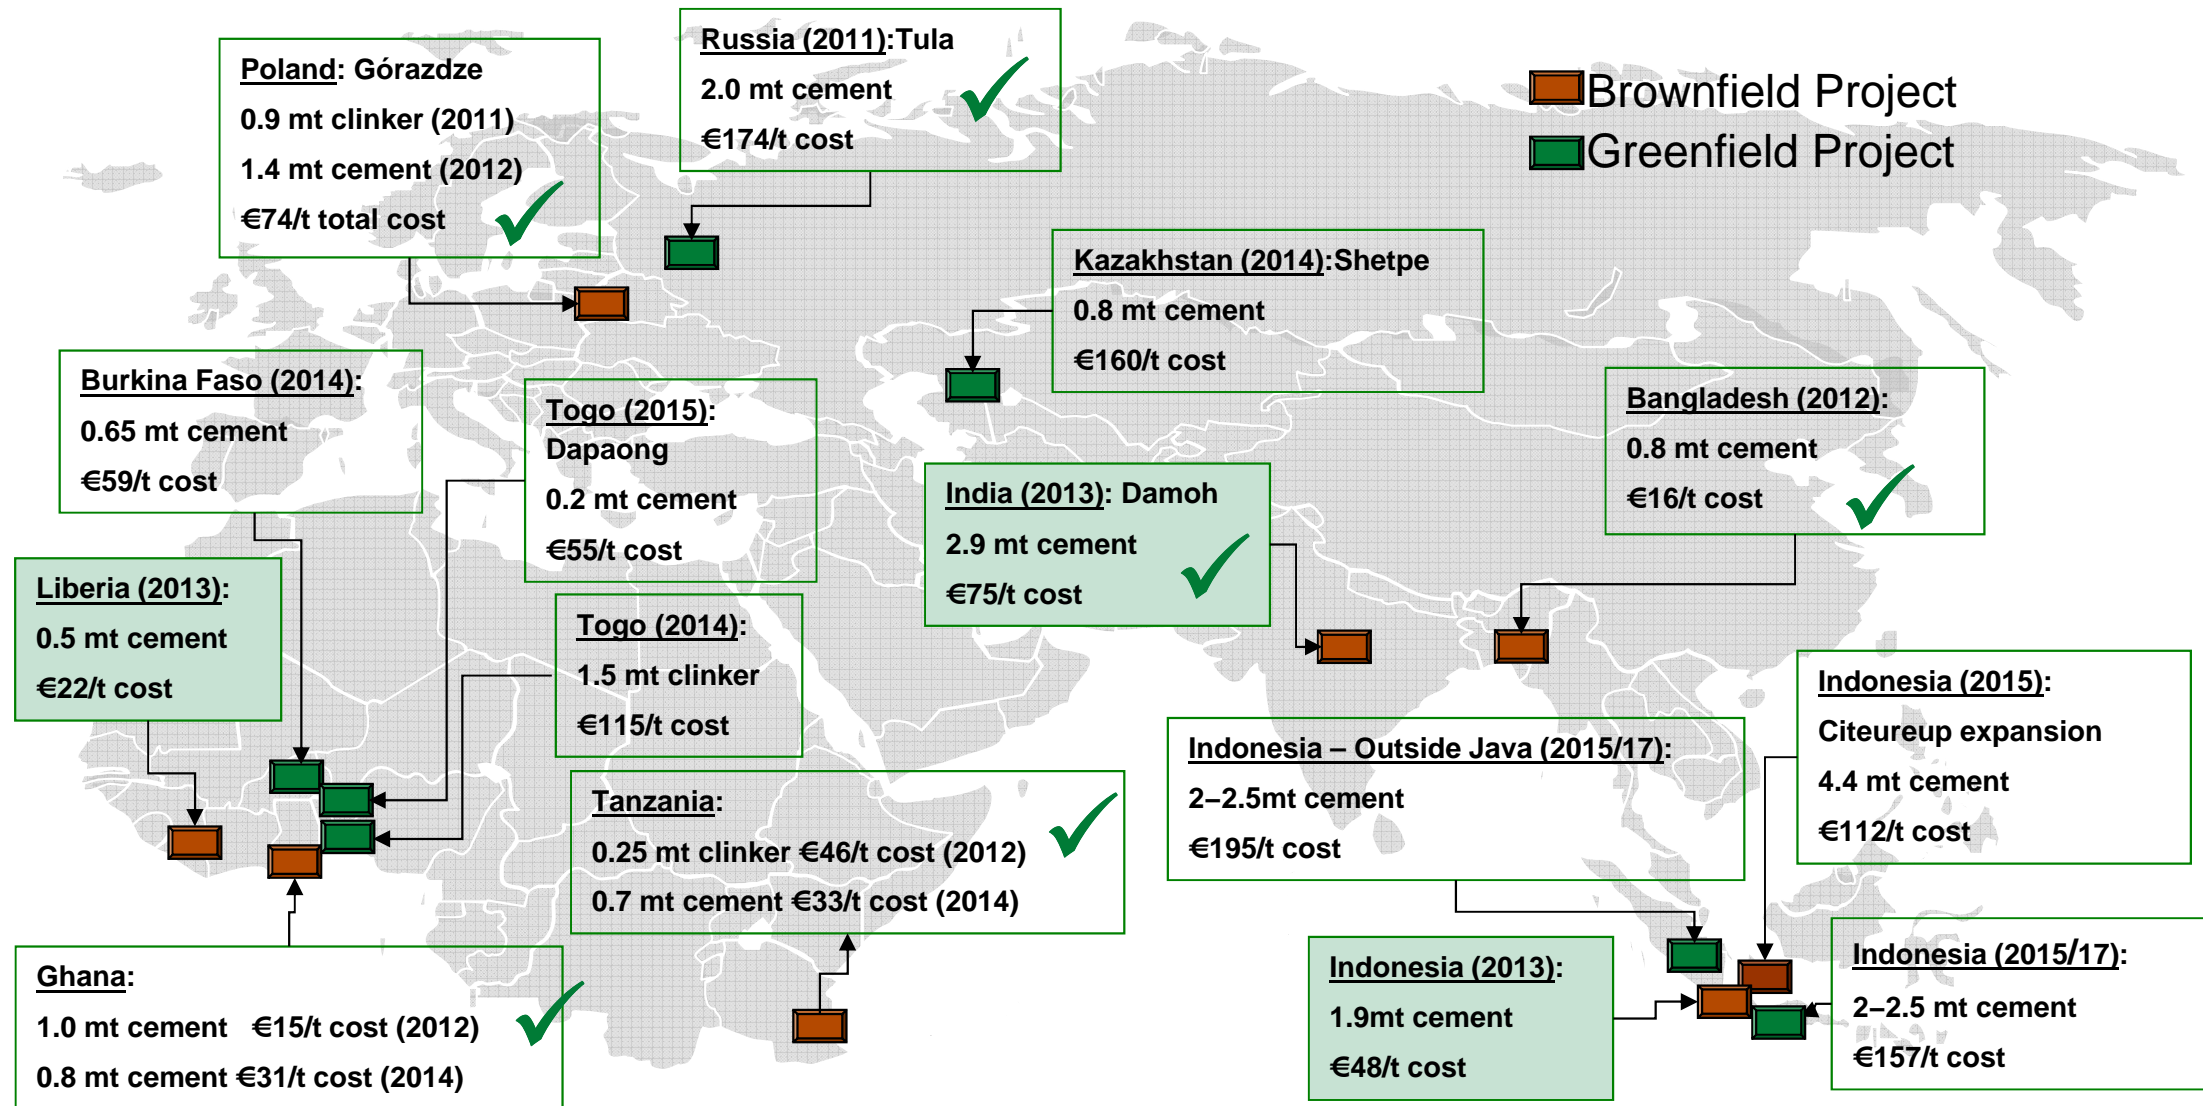 Poland: Górazdze
0.9 mt clinker (2011)
1.4 mt cement (2012)
€74/t total cost
Russia (2011):Tula
2.0 mt cement
€174/t cost
Brownfield Project
Greenfield Project
Kazakhstan (2014):Shetpe
0.8 mt cement
€160/t cost
Burkina Faso (2014):
0.65 mt cement
€59/t cost
Togo (2015):
Dapaong
0.2 mt cement
€55/t cost
Bangladesh (2012):
0.8 mt cement
€16/t cost
India (2013): Damoh
2.9 mt cement
€75/t cost
Liberia (2013):
0.5 mt cement
€22/t cost
Togo (2014):
1.5 mt clinker
€115/t cost
Indonesia (2015):
Citeureup expansion
4.4 mt cement
€112/t cost
Indonesia – Outside Java (2015/17):
2–2.5mt cement
€195/t cost
Tanzania:
0.25 mt clinker €46/t cost (2012)
0.7 mt cement €33/t cost (2014)
Ghana:
1.0 mt cement €15/t cost (2012)
0.8 mt cement €31/t cost (2014)
Indonesia (2013):
1.9mt cement
€48/t cost
Indonesia (2015/17):
2–2.5 mt cement
€157/t cost